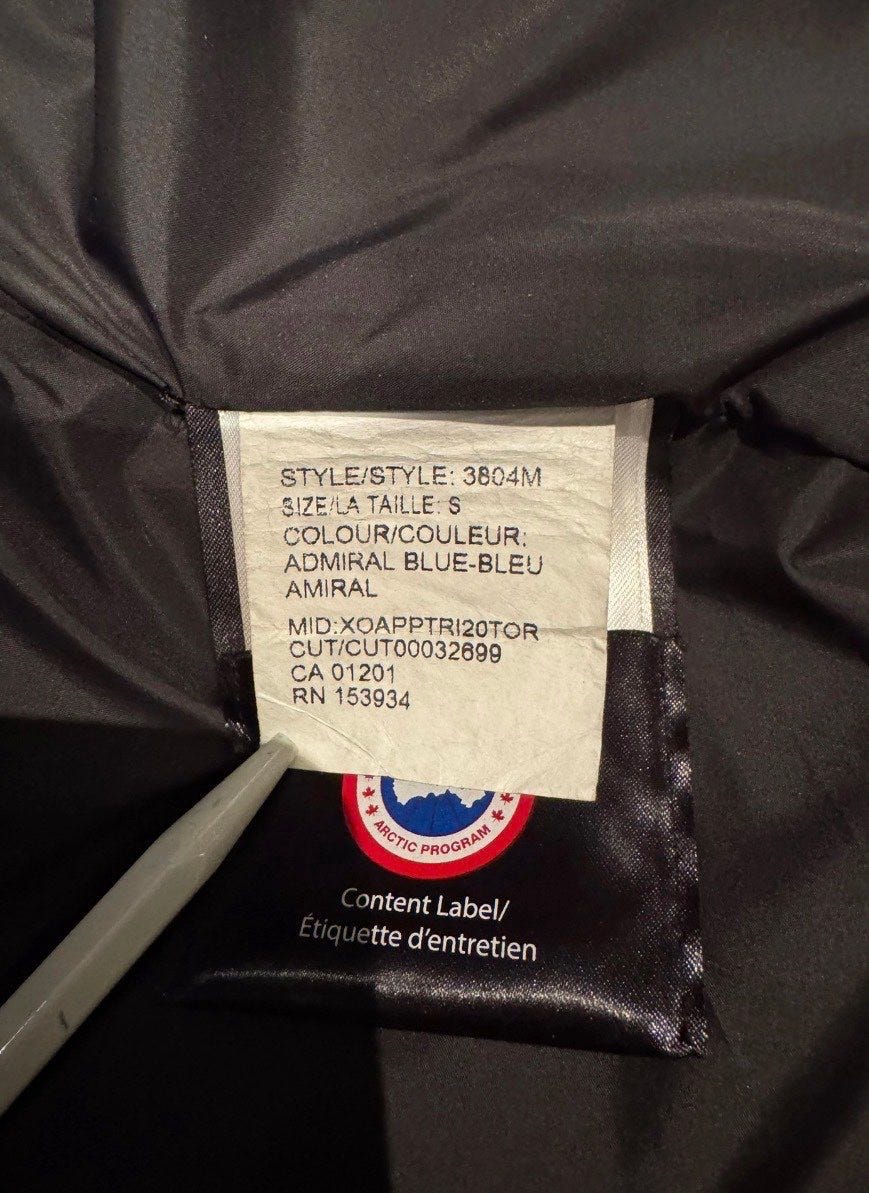 STYLE/STYLE: 3804M
SIZE/LA TAILLE: S
COLOUR/COULEUR:
ADMIRAL BLUE-BLEU
AMIRAL
MID:XOAPPTRI20TOR
CUT/CUT00032699
CA 01201
RN 153934
ARCTIC PROGRAM
Content Label/
Étiquette d'entretien